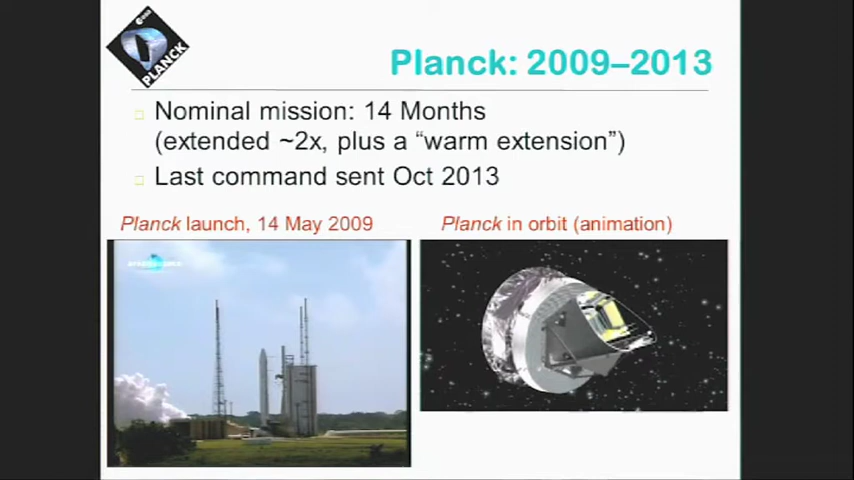 esa
PLANCK
Planck: 2009–2013
Nominal mission: 14 Months
(extended ~2x, plus a “warm extension”)
Last command sent Oct 2013
Planck launch, 14 May 2009
Planck in orbit (animation)